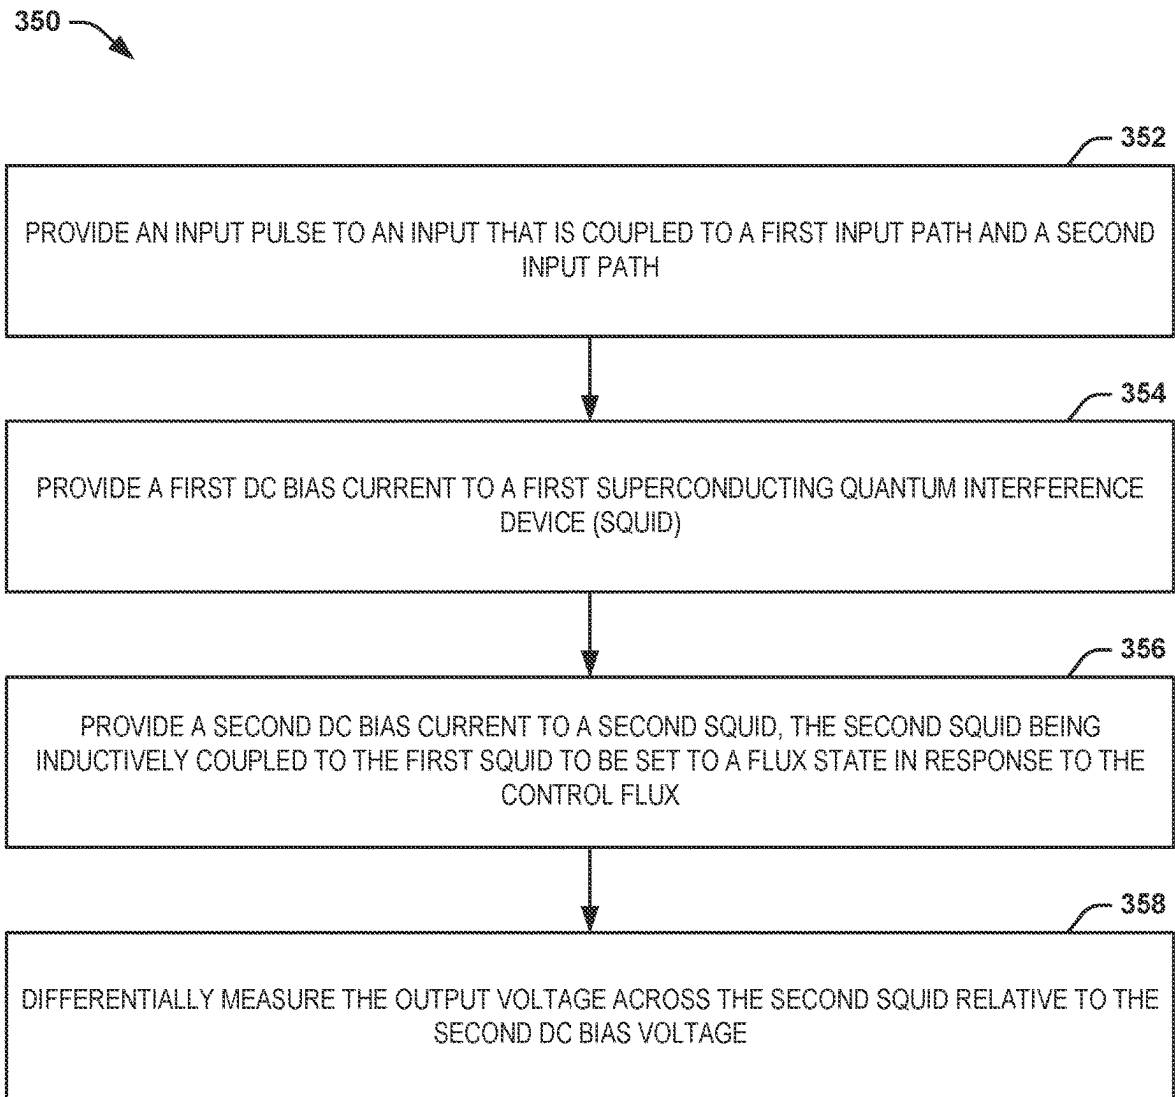 350
352
PROVIDE AN INPUT PULSE TO AN INPUT THAT IS COUPLED TO A FIRST INPUT PATH AND A SECOND
INPUT PATH
354
PROVIDE A FIRST DC BIAS CURRENT TO A FIRST SUPERCONDUCTING QUANTUM INTERFERENCE
DEVICE (SQUID)
356
PROVIDE A SECOND DC BIAS CURRENT TO A SECOND SQUID, THE SECOND SQUID BEING
INDUCTIVELY COUPLED TO THE FIRST SQUID TO BE SET TO A FLUX STATE IN RESPONSE TO THE
CONTROL FLUX
358
DIFFERENTIALLY MEASURE THE OUTPUT VOLTAGE ACROSS THE SECOND SQUID RELATIVE TO THE
SECOND DC BIAS VOLTAGE